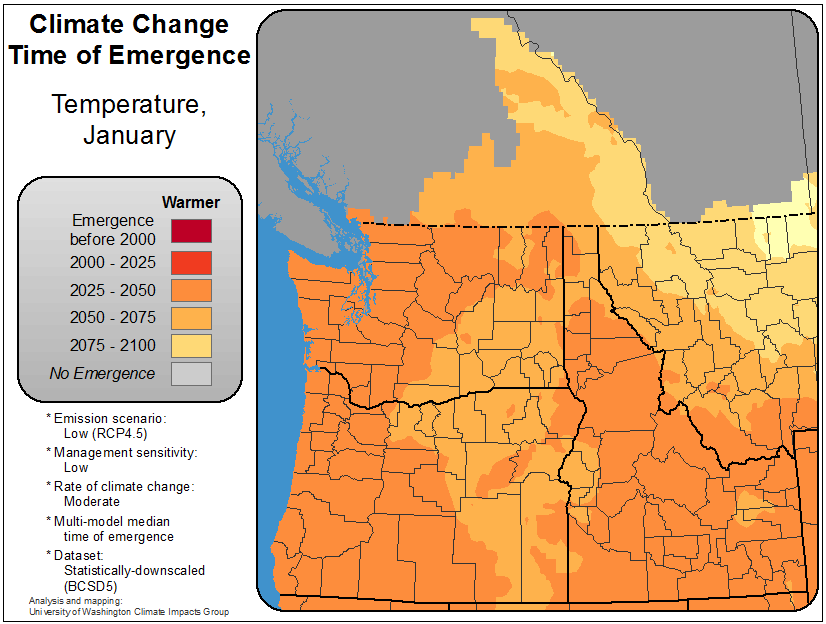 Climate Change
Time of Emergence
Temperature,
January
Warmer
Emergence
before 2000
2000 - 2025
2025 - 2050
2050 - 2075
2075 - 2100
No Emergence
* Emission scenario:
Low (RCP4.5)
* Management sensitivity:
Low
* Rate of climate change:
Moderate
* Multi-model median
time of emergence
* Dataset:
Statistically-downscaled
(BCSD5)
Analysis and mapping:
University of Washington Climate Impacts Group